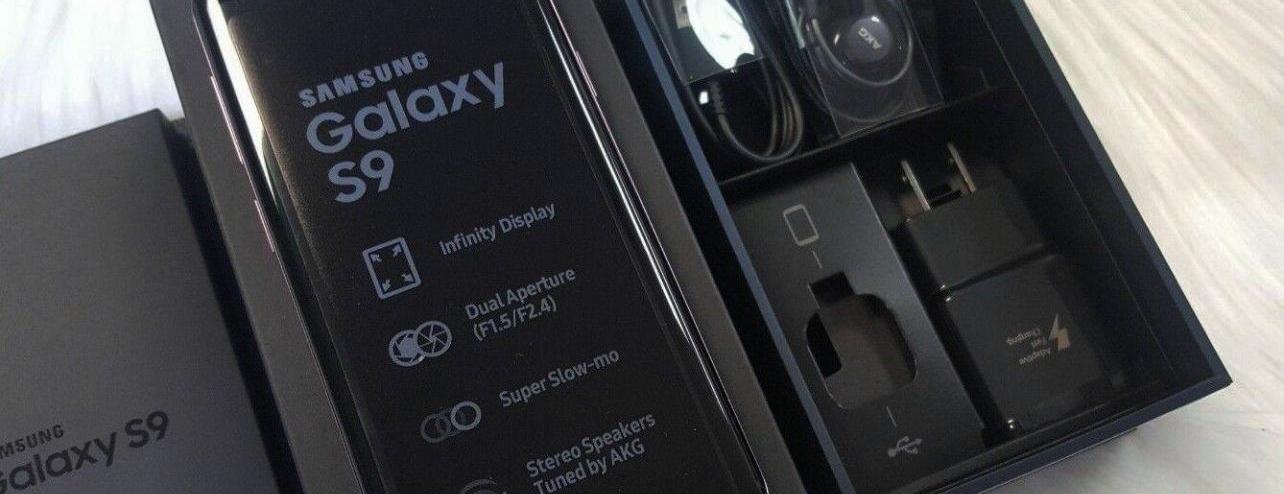 SAMSUNG
Galaxy
S9
Infinity Display
Dual Aperture
(F1.5/F2.4)
Super Slow-mo
Stereo Speakers
Tuned by AKG
AMSUNG
Galaxy S9
AKG
Adaptive
Fast
Charging